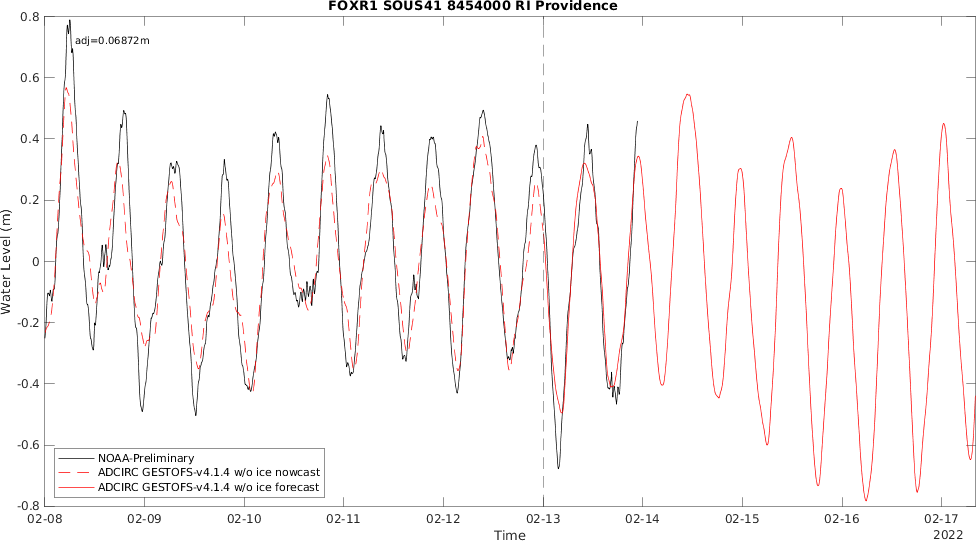 FOXR1 SOUS41 8454000 RI Providence
adj=0.06872m
0.8
0.6
0.4
0.2
0
-0.2
-0.4
-0.6
-0.8
Water Level (m)
NOAA-Preliminary
ADCIRC GESTOFS-v4.1.4 w/o ice nowcast
ADCIRC GESTOFS-v4.1.4 w/o ice forecast
02-08 02-09 02-10 02-11 02-12 02-13 02-14 02-15 02-16 02-17
Time
2022